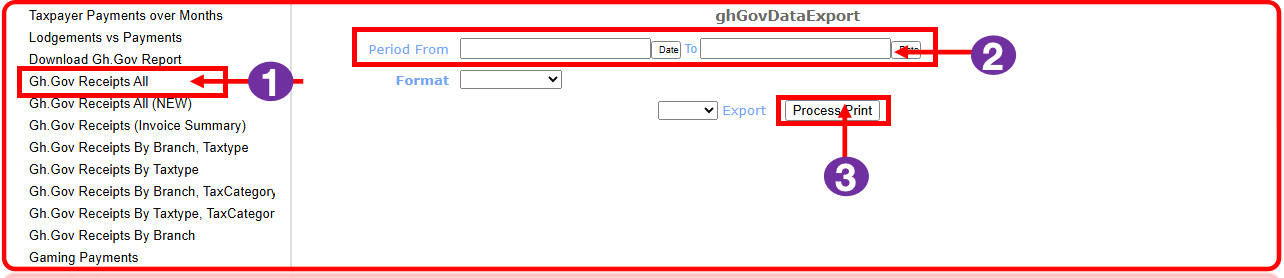 Taxpayer Payments over Months
Lodgements vs Payments
Download Gh.Gov Report
Gh.Gov Receipts All
Gh.Gov Receipts All (NEW)
Gh.Gov Receipts (Invoice Summary)
Gh.Gov Receipts By Branch, Taxtype
Gh.Gov Receipts By Taxtype
Gh.Gov Receipts By Branch, TaxCategory
Gh.Gov Receipts By Taxtype, TaxCategor
Gh.Gov Receipts By Branch
Gaming Payments
1
ghGovDataExport
Period From Date To Date
2
Format
Export Process Print
3